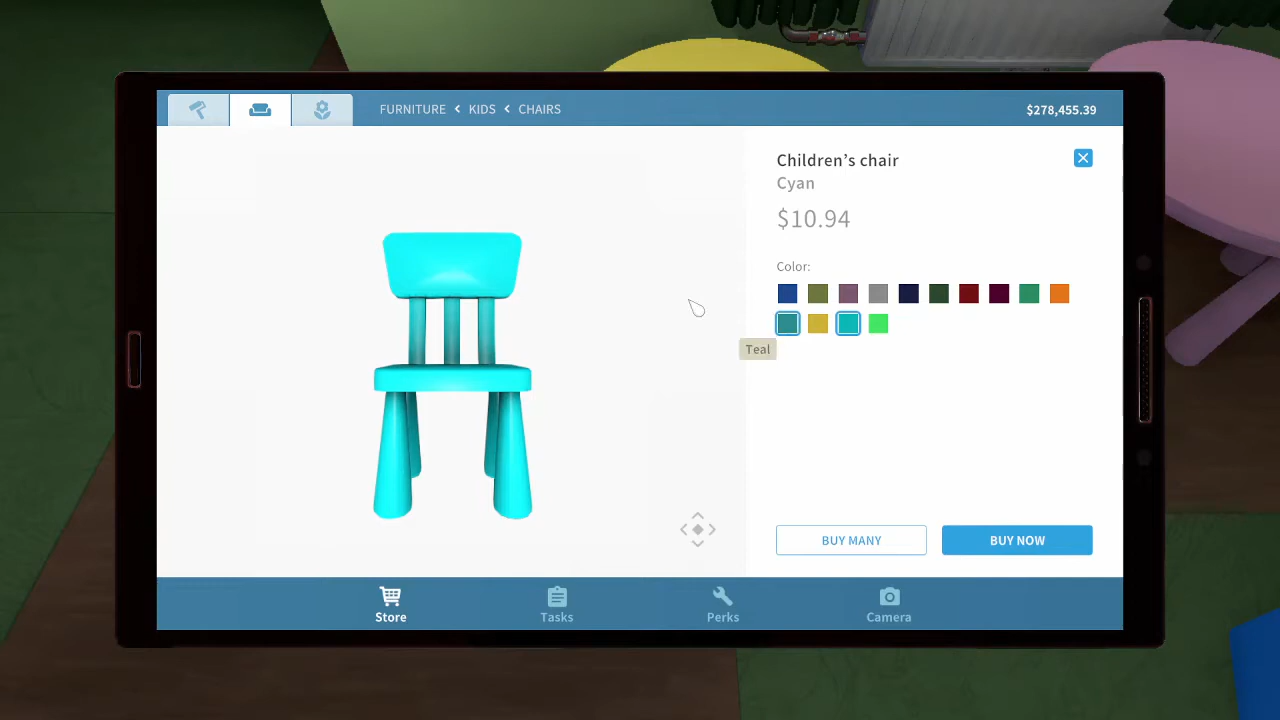 FURNITURE < KIDS < CHAIRS
$278,455.39
Children’s chair
Cyan
$10.94
Color:
Teal
BUY MANY
BUY NOW
Store
Tasks
Perks
Camera